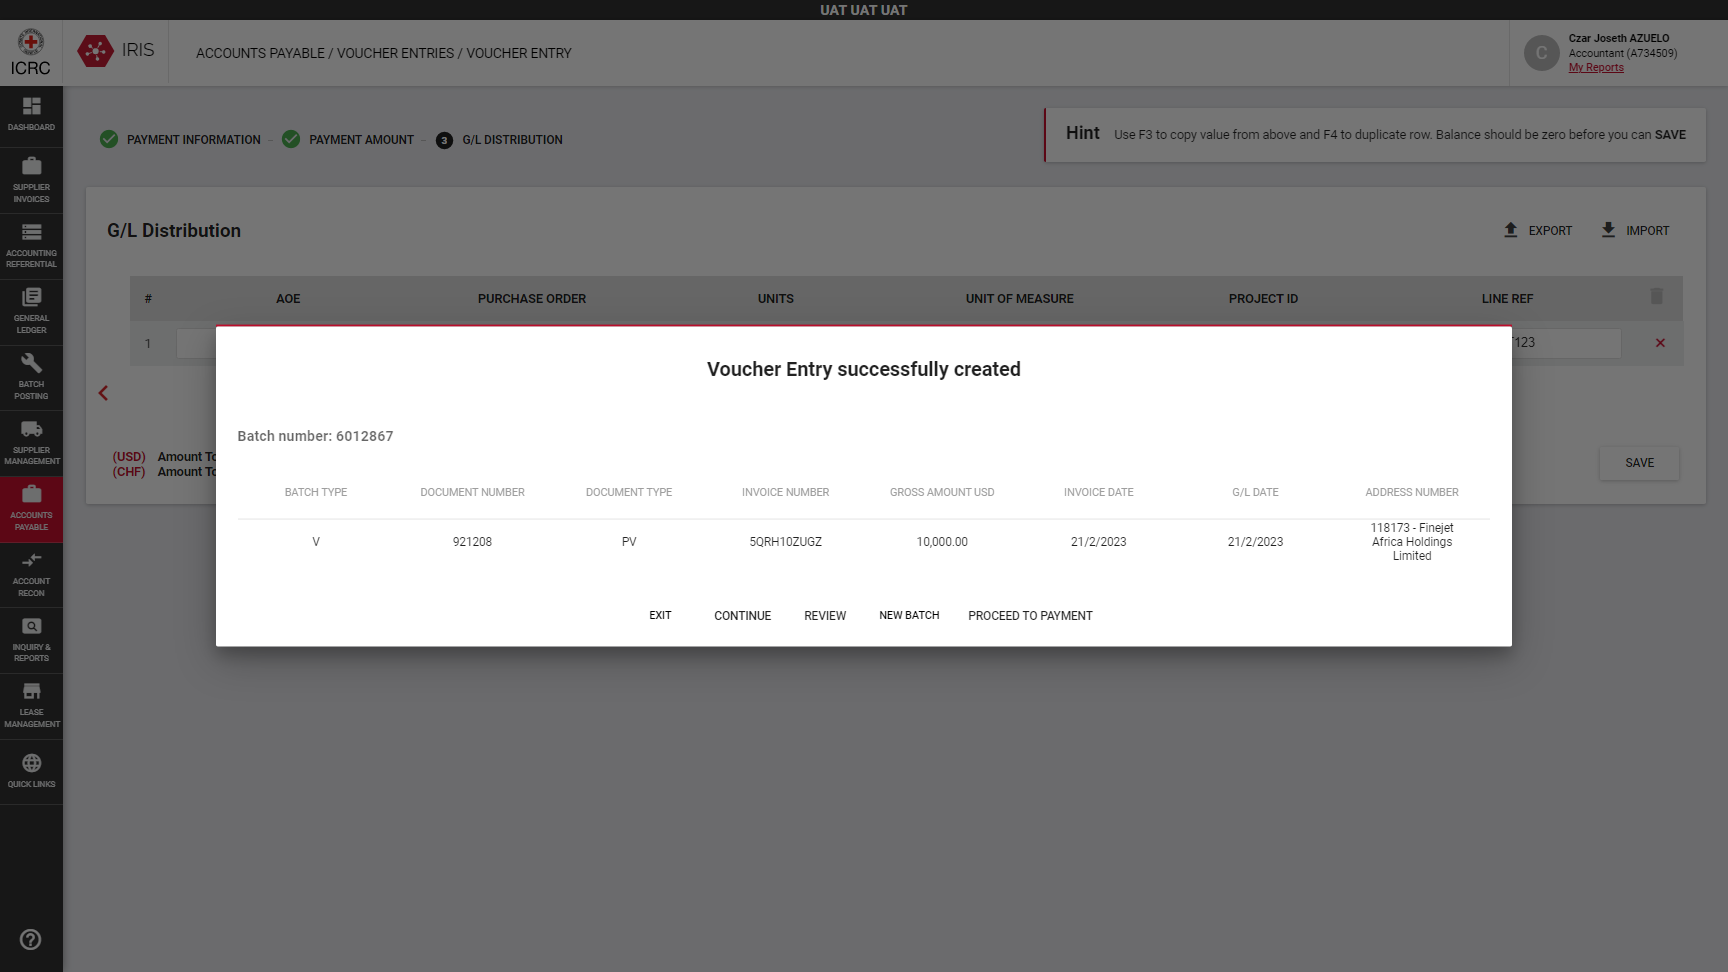 UAT UAT UAT
ICRC
IRIS
ACCOUNTS PAYABLE / VOUCHER ENTRIES / VOUCHER ENTRY
C
Czar Joseth AZUELO
Accountant (A734509)
My Reports
DASHBOARD
SUPPLIER
INVOICES
ACCOUNTING
REFERENTIAL
GENERAL
LEDGER
BATCH
POSTING
SUPPLIER
MANAGEMENT
ACCOUNTS
PAYABLE
ACCOUNT
RECON
INQUIRY &
REPORTS
LEASE
MANAGEMENT
QUICK LINKS
PAYMENT INFORMATION - PAYMENT AMOUNT - 3 G/L DISTRIBUTION
Hint Use F3 to copy value from above and F4 to duplicate row. Balance should be zero before you can SAVE
G/L Distribution
EXPORT IMPORT
# AOE PURCHASE ORDER UNITS UNIT OF MEASURE PROJECT ID LINE REF
1 123
(USD) Amount To
(CHF) Amount To
SAVE
Voucher Entry successfully created
Batch number: 6012867
BATCH TYPE DOCUMENT NUMBER DOCUMENT TYPE INVOICE NUMBER GROSS AMOUNT USD INVOICE DATE G/L DATE ADDRESS NUMBER
V 921208 PV 5QRH10ZUGZ 10,000.00 21/2/2023 21/2/2023 118173 - Finejet
Africa Holdings
Limited
EXIT CONTINUE REVIEW NEW BATCH PROCEED TO PAYMENT